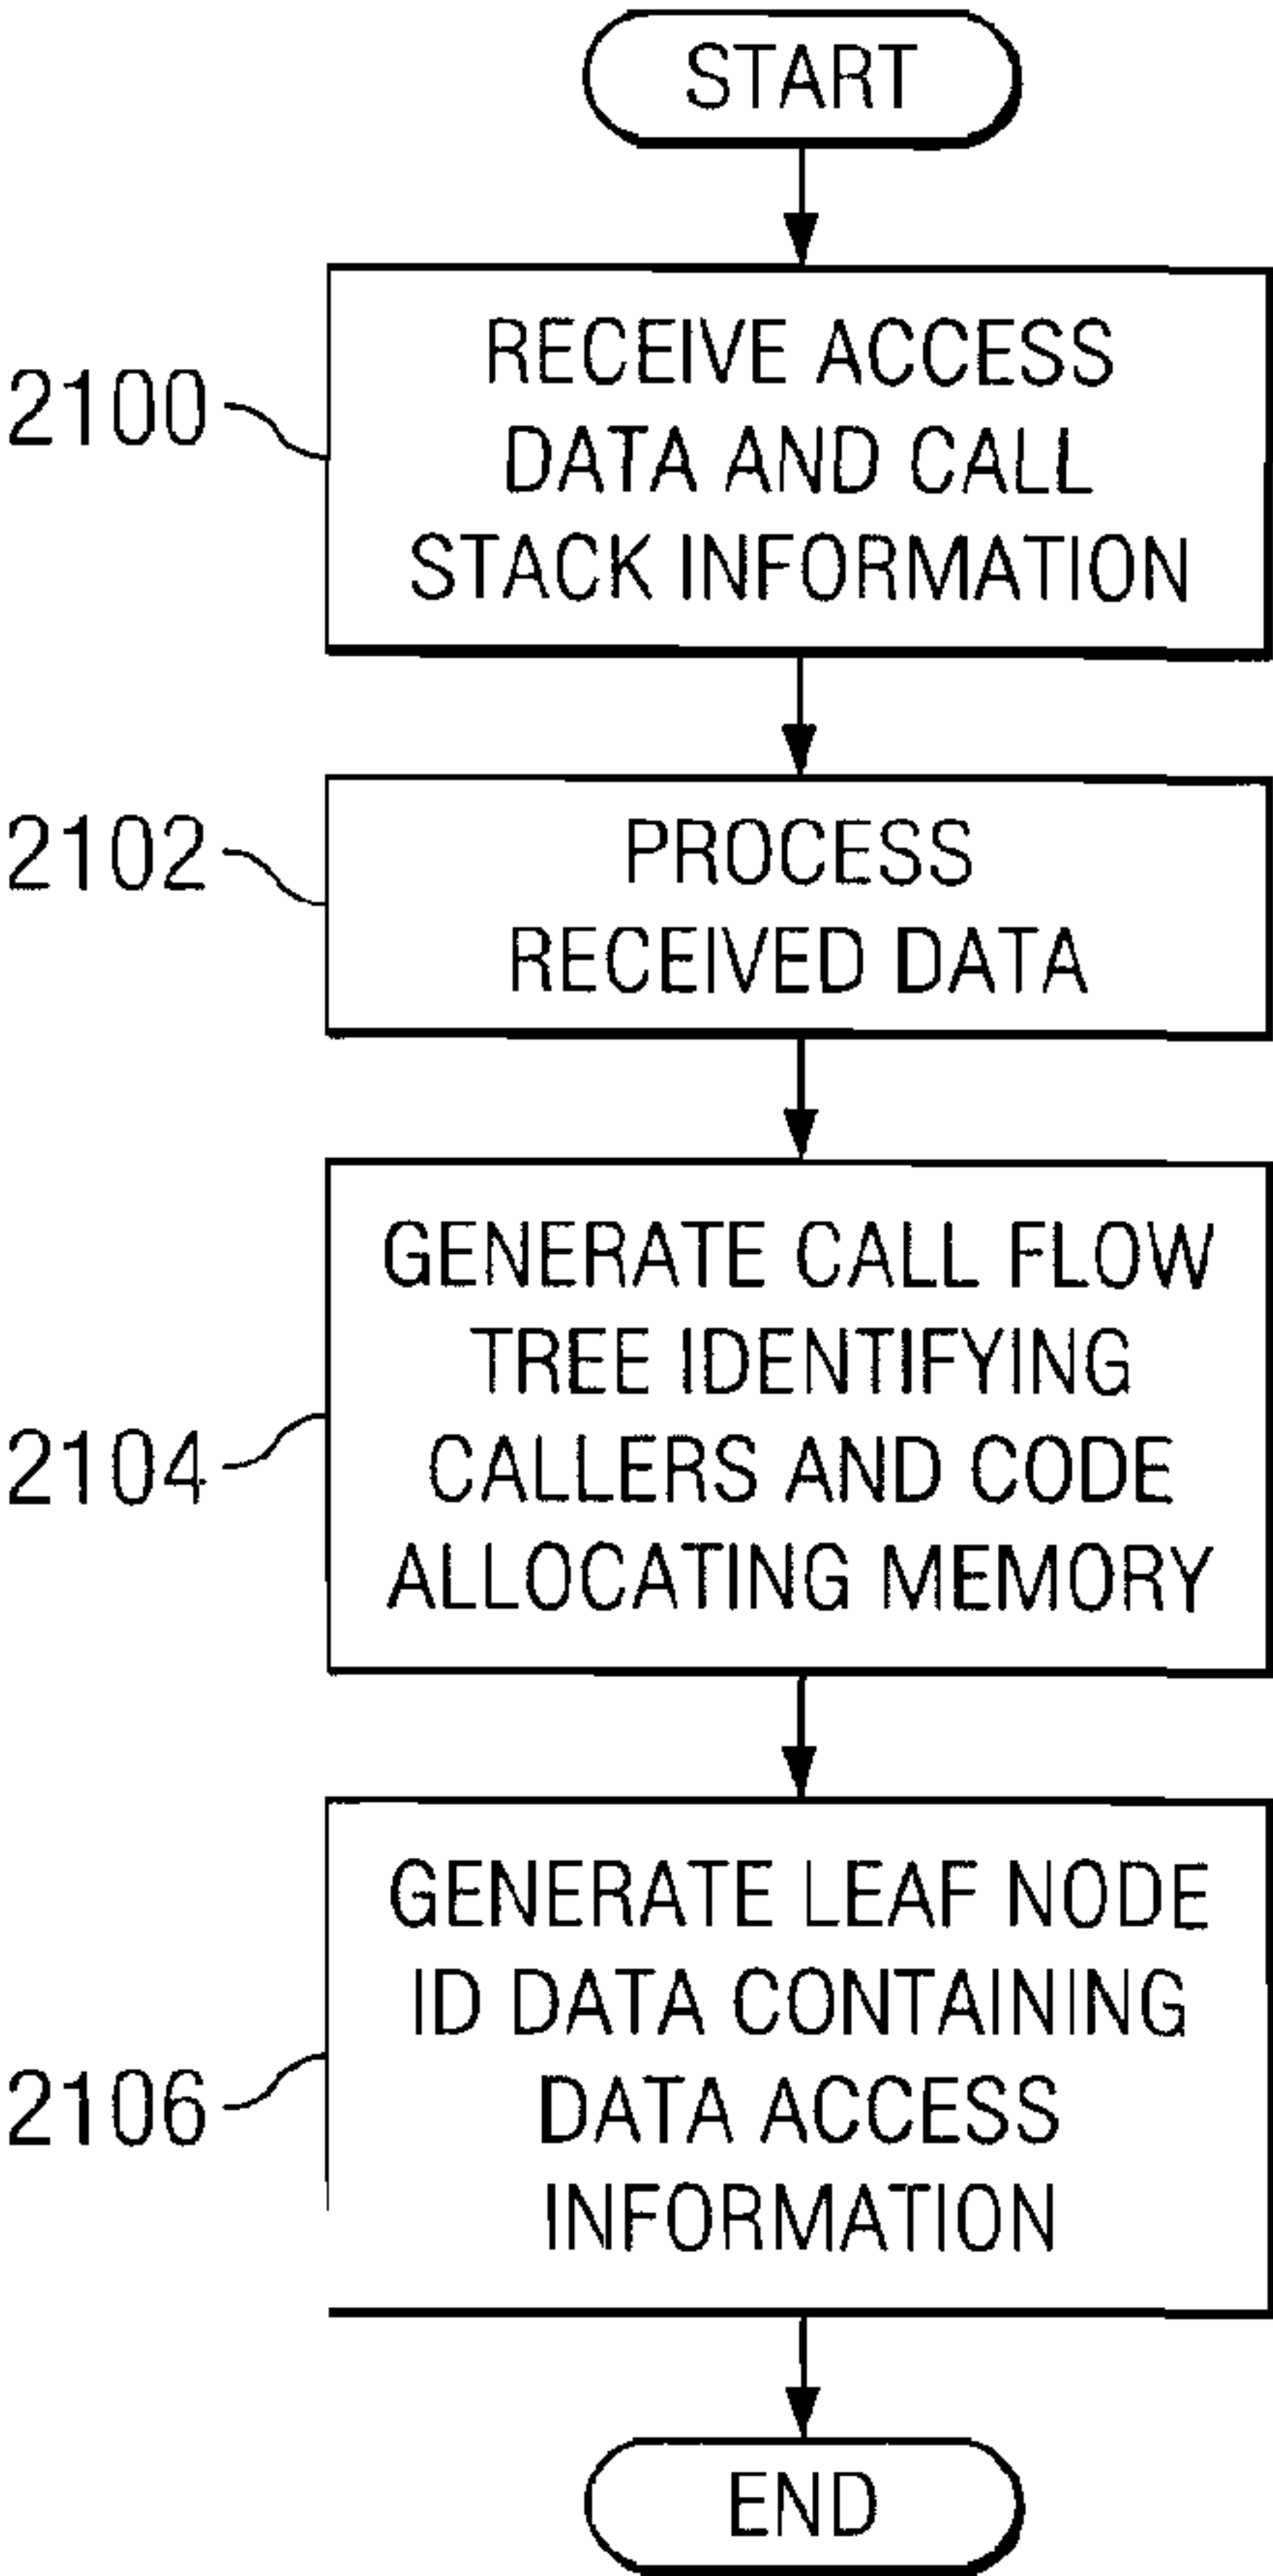 START
2100
RECEIVE ACCESS
DATA AND CALL
STACK INFORMATION
2102
PROCESS
RECEIVED DATA
2104
GENERATE CALL FLOW
TREE IDENTIFYING
CALLERS AND CODE
ALLOCATING MEMORY
2106
GENERATE LEAF NODE
ID DATA CONTAINING
DATA ACCESS
INFORMATION
END